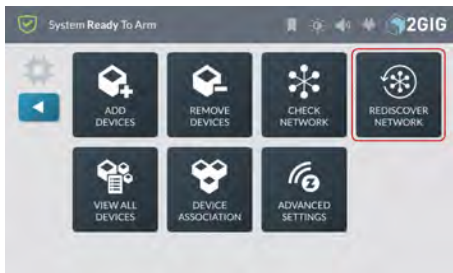 System Ready To Arm
2GIG
ADD
DEVICES
REMOVE
DEVICES
CHECK
NETWORK
REDISCOVER
NETWORK
VIEW ALL
DEVICES
DEVICE
ASSOCIATION
ADVANCED
SETTINGS